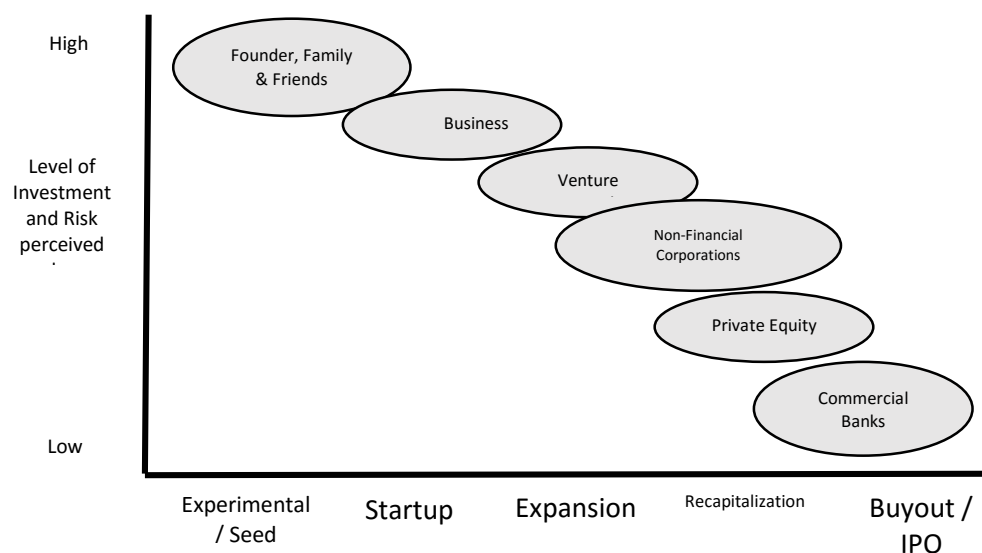 High
Founder, Family
& Friends
Business
Level of
Investment
and Risk
perceived
Venture
Non-Financial
Corporations
Private Equity
Commercial
Banks
Low
Experimental
/ Seed
Startup
Expansion
Recapitalization
Buyout /
IPO